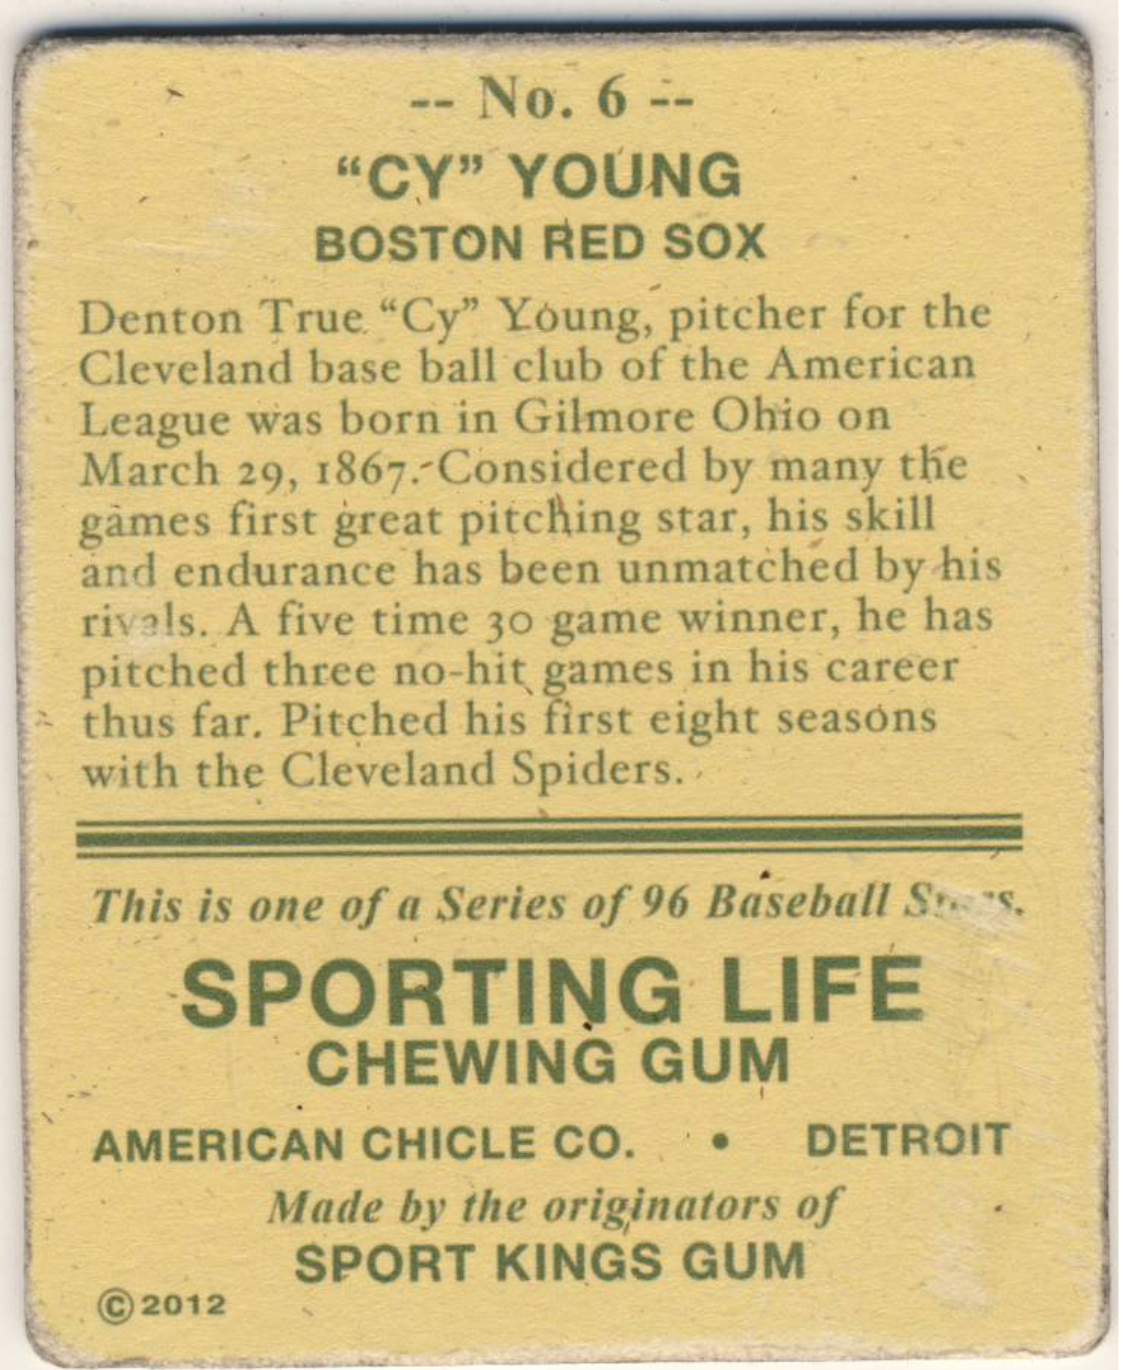 -- No. 6 --
“CY” YOUNG
BOSTON RED SOX
Denton True “Cy” Young, pitcher for the
Cleveland base ball club of the American
League was born in Gilmore Ohio on
March 29, 1867. Considered by many the
games first great pitching star, his skill
and endurance has been unmatched by his
rivals. A five time 30 game winner, he has
pitched three no-hit games in his career
thus far. Pitched his first eight seasons
with the Cleveland Spiders.
This is one of a Series of 96 Baseball Stars.
SPORTING LIFE
CHEWING GUM
AMERICAN CHICLE CO. • DETROIT
Made by the originators of
SPORT KINGS GUM
©2012